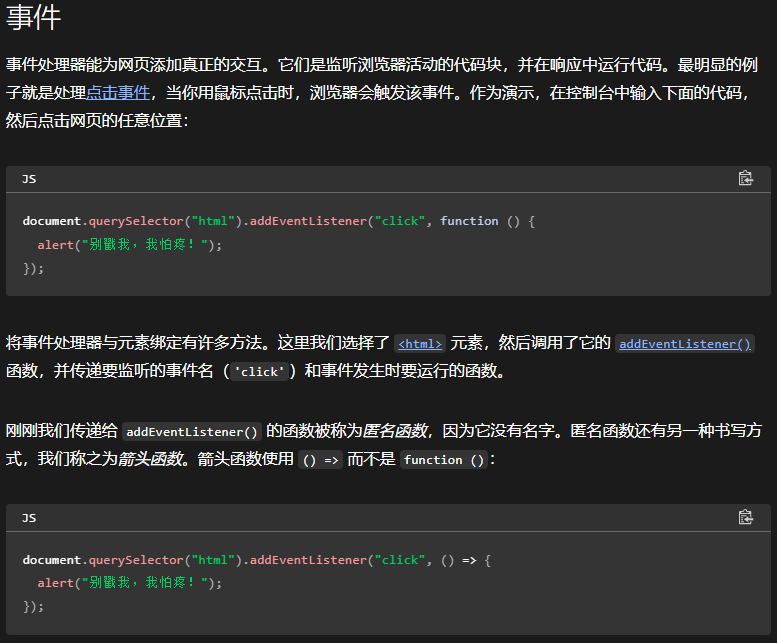 事件
事件处理器能为网页添加真正的交互。它们是监听浏览器活动的代码块，并在响应中运行代码。最明显的例
子就是处理点击事件，当你用鼠标点击时，浏览器会触发该事件。作为演示，在控制台中输入下面的代码，
然后点击网页的任意位置：
JS
document.querySelector("html").addEventListener("click", function () {
  alert("别戳我，我怕疼！");
});
将事件处理器与元素绑定有许多方法。这里我们选择了 <html> 元素，然后调用了它的 addEventListener()
函数，并传递要监听的事件名（'click'）和事件发生时要运行的函数。
刚刚我们传递给 addEventListener() 的函数被称为匿名函数，因为它没有名字。匿名函数还有另一种书写方
式，我们称之为箭头函数。箭头函数使用 () => 而不是 function ()：
JS
document.querySelector("html").addEventListener("click", () => {
  alert("别戳我，我怕疼！");
});